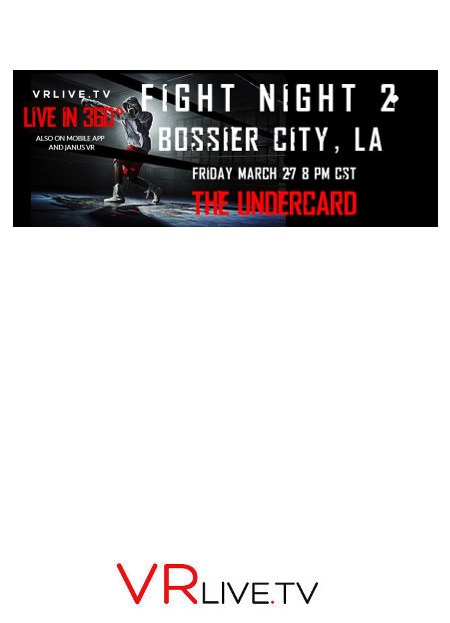 VRLIVE.TV
LIVE IN 360°
ALSO ON MOBILE APP
AND JANUS VR
FIGHT NIGHT 2
BOSSIER CITY, LA
FRIDAY MARCH 27 8 PM CST
THE UNDERCARD
VRLIVE.TV